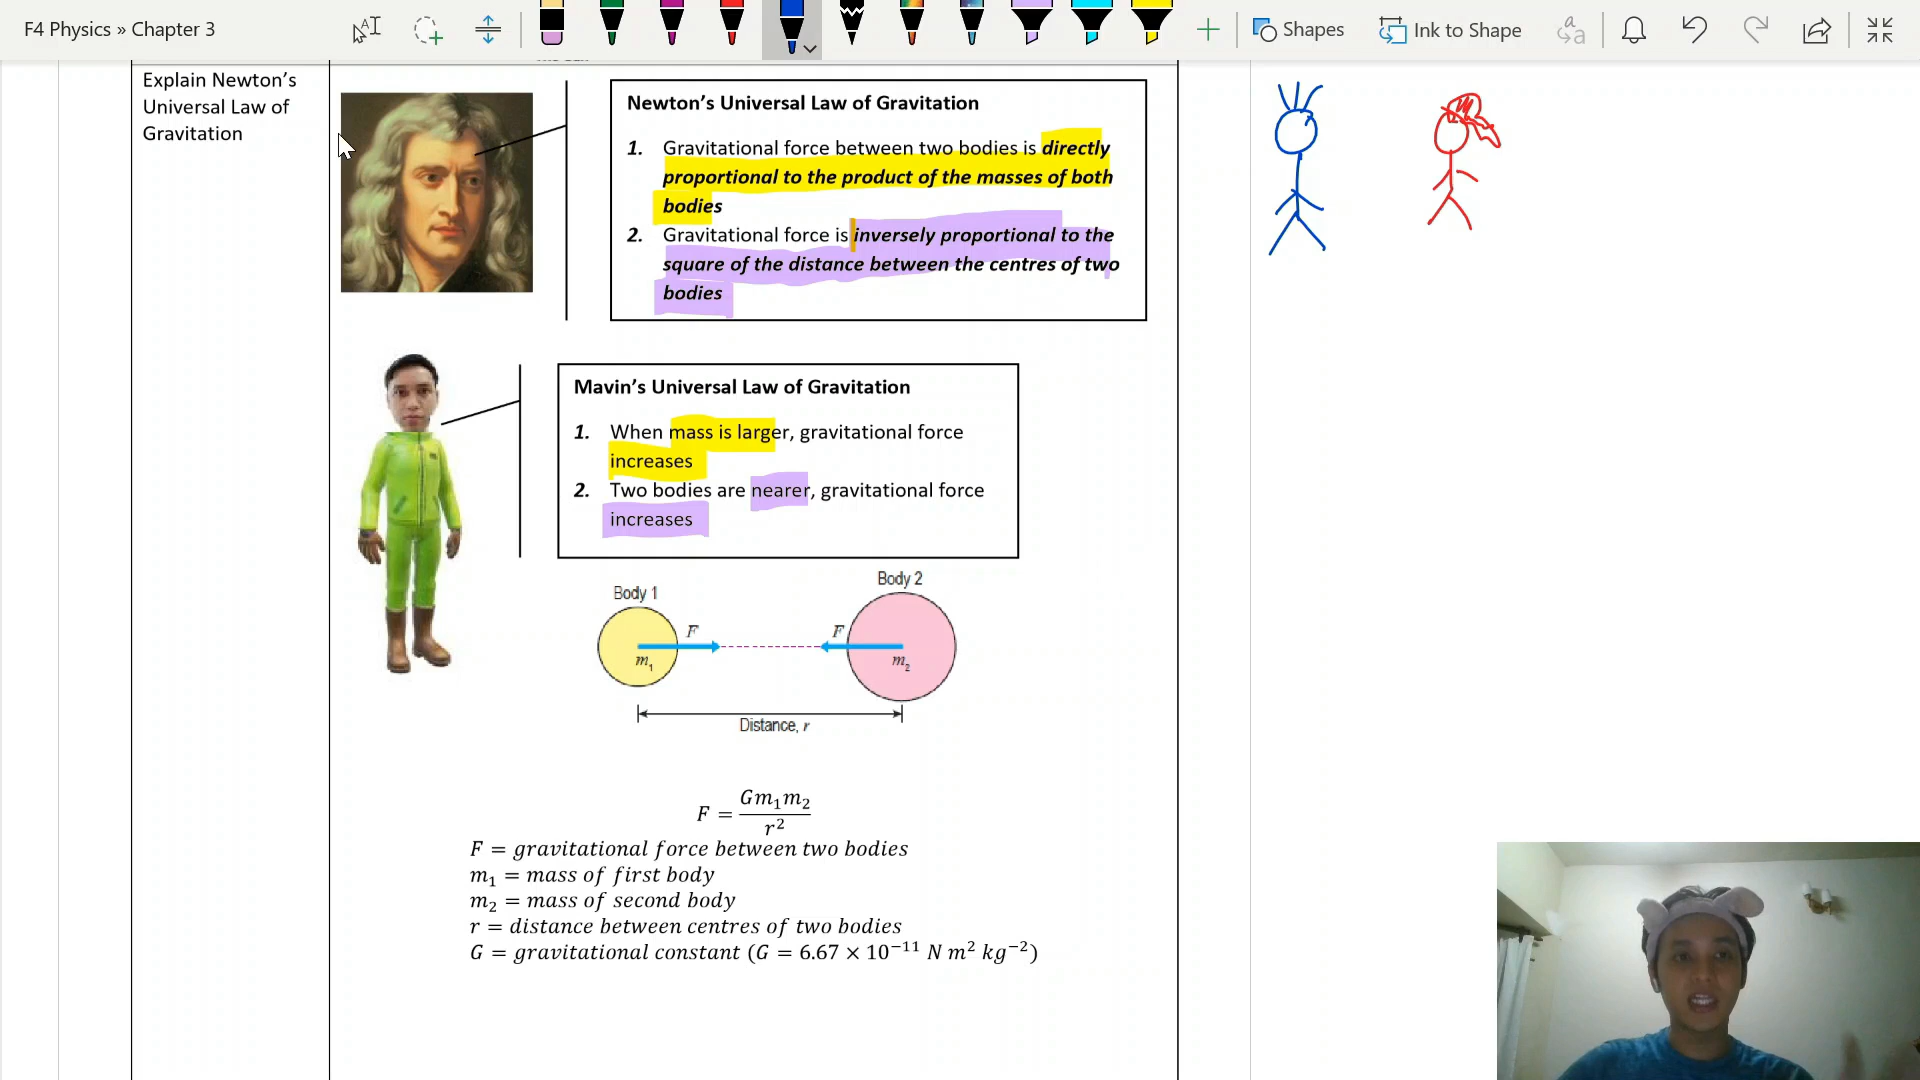 F4 Physics » Chapter 3
Shapes
Ink to Shape
Explain Newton's
Universal Law of
Gravitation
Newton's Universal Law of Gravitation
1. Gravitational force between two bodies is directly
proportional to the product of the masses of both
bodies
2. Gravitational force is inversely proportional to the
square of the distance between the centres of two
bodies
Mavin's Universal Law of Gravitation
1. When mass is larger, gravitational force
increases
2. Two bodies are nearer, gravitational force
increases
Body 1
Body 2
F
F
m₁
m₂
Distance, r
F = Gm₁m₂ / r²
F = gravitational force between two bodies
m₁ = mass of first body
m₂ = mass of second body
r = distance between centres of two bodies
G = gravitational constant (G = 6.67 × 10⁻¹¹ N m² kg⁻²)